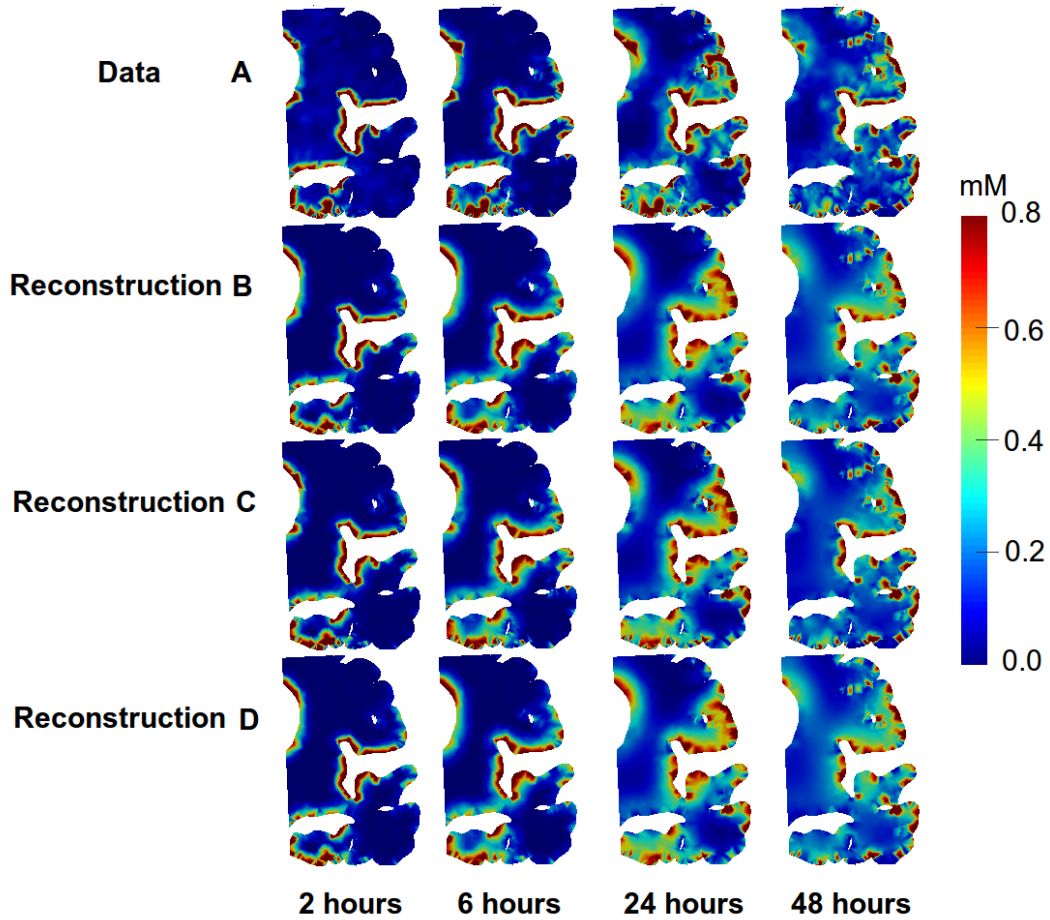 Data A
mM
0.8
Reconstruction B
0.6
0.4
Reconstruction C
0.2
0.0
Reconstruction D
2 hours 6 hours 24 hours 48 hours